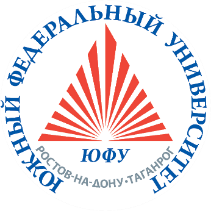 ЮЖНЫЙ ФЕДЕРАЛЬНЫЙ УНИВЕРСИТЕТ
ЮФУ
РОСТОВ-НА-ДОНУ•ТАГАНРОГ